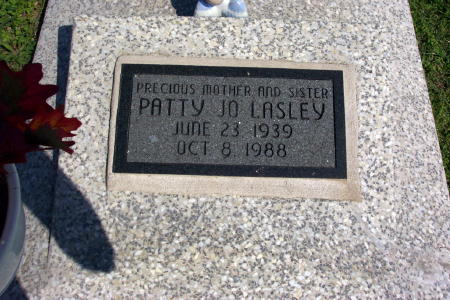 PRECIOUS MOTHER AND SISTER
PATTY JO LASLEY
JUNE 23 1939
OCT 8 1988